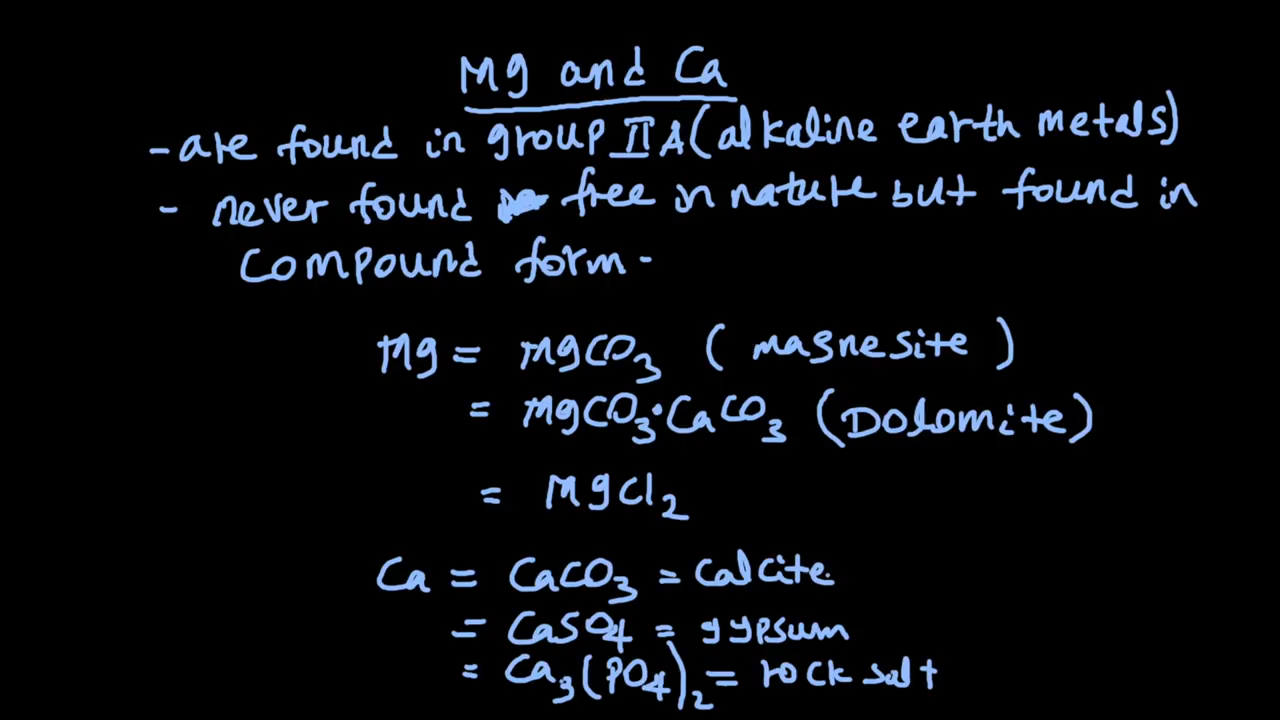 Mg and Ca
- are found in group IIA (alkaline earth metals)
- never found free in nature but found in
compound form.
Mg = MgCO₃ (magnesite)
= MgCO₃·CaCO₃ (Dolomite)
= MgCl₂
Ca = CaCO₃ = calcite
= CaSO₄ = gypsum
= Ca₃(PO₄)₂ = rock salt